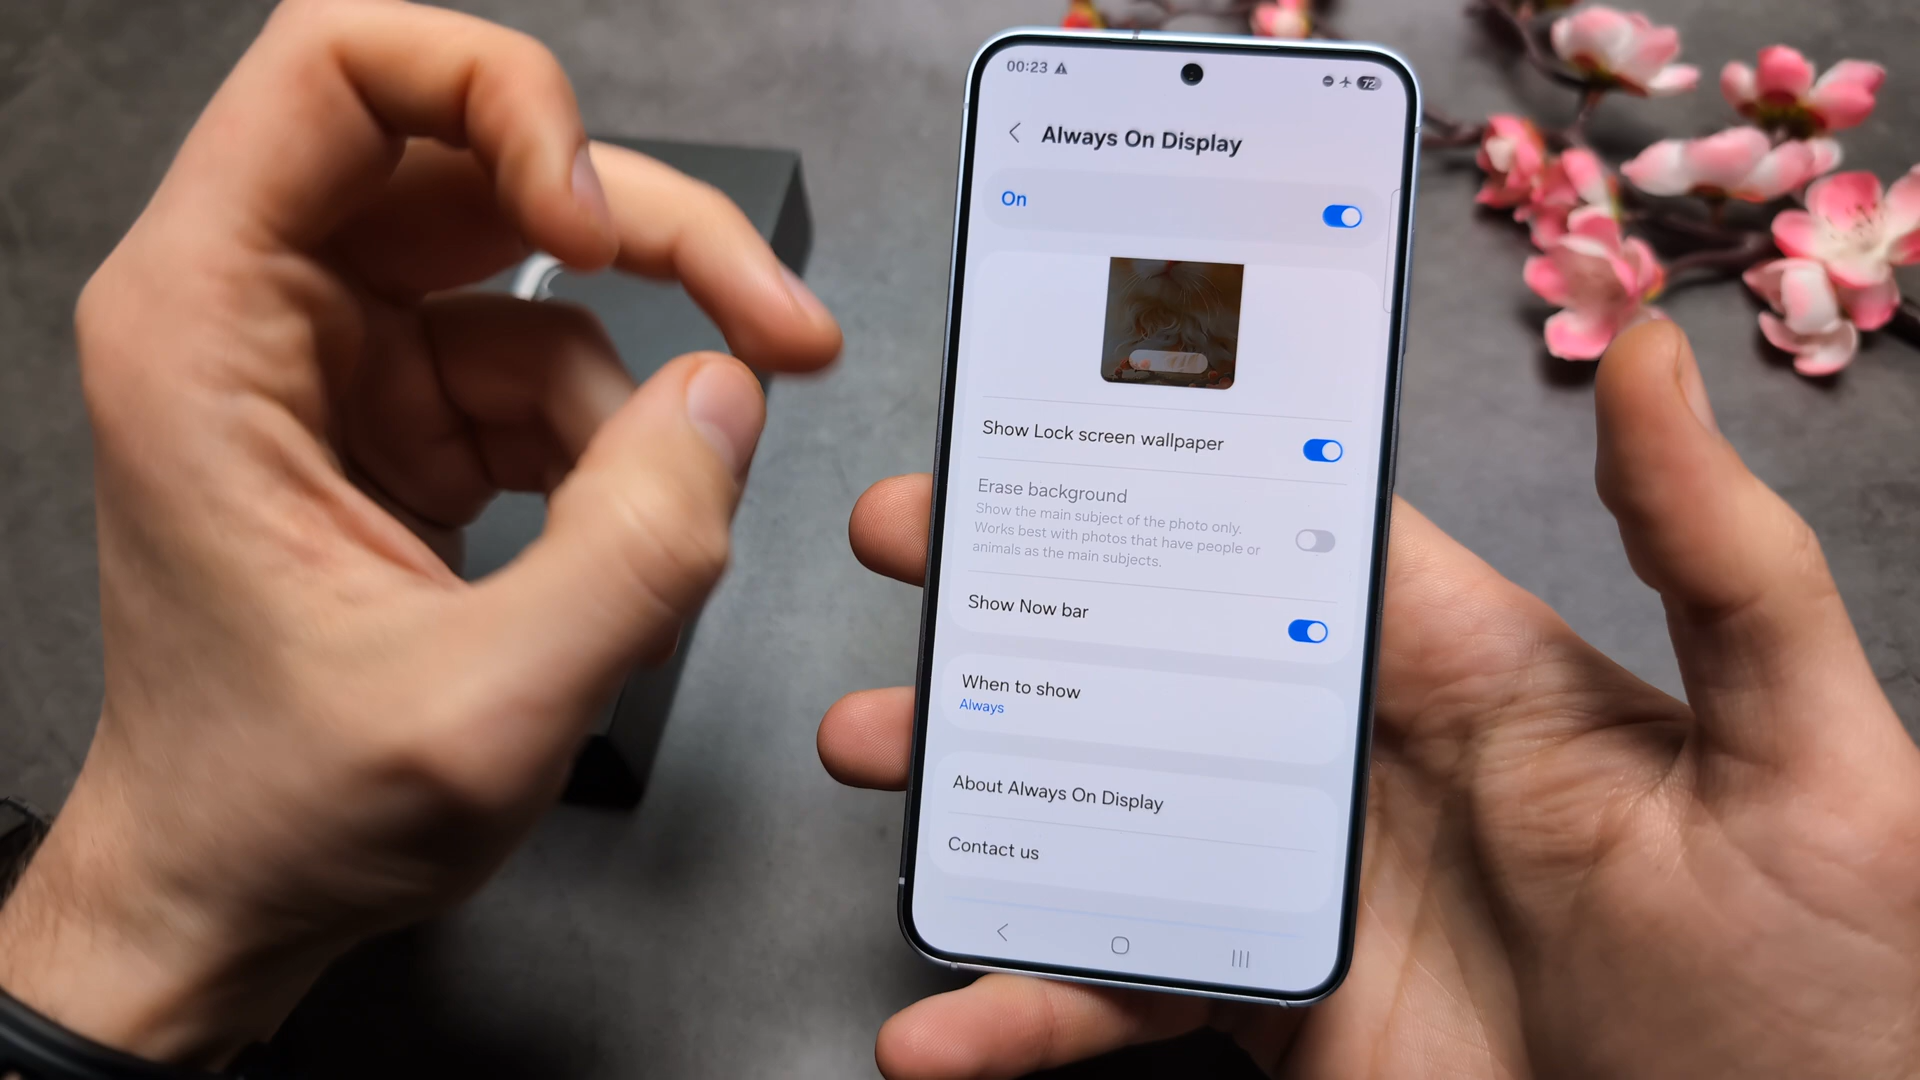 00:23
72
Always On Display
On
Show Lock screen wallpaper
Erase background
Show the main subject of the photo only.
Works best with photos that have people or
animals as the main subjects.
Show Now bar
When to show
Always
About Always On Display
Contact us